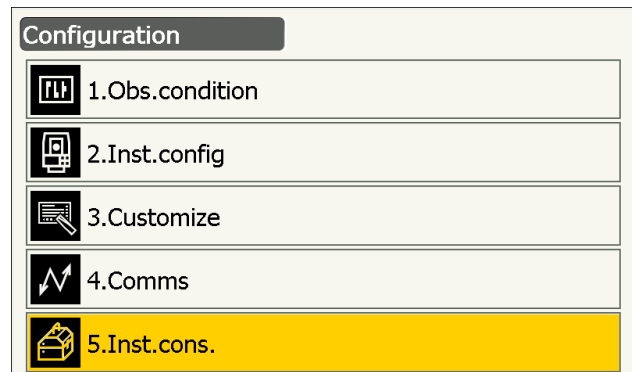 Configuration
1.Obs.condition
2.Inst.config
3.Customize
4.Comms
5.Inst.cons.